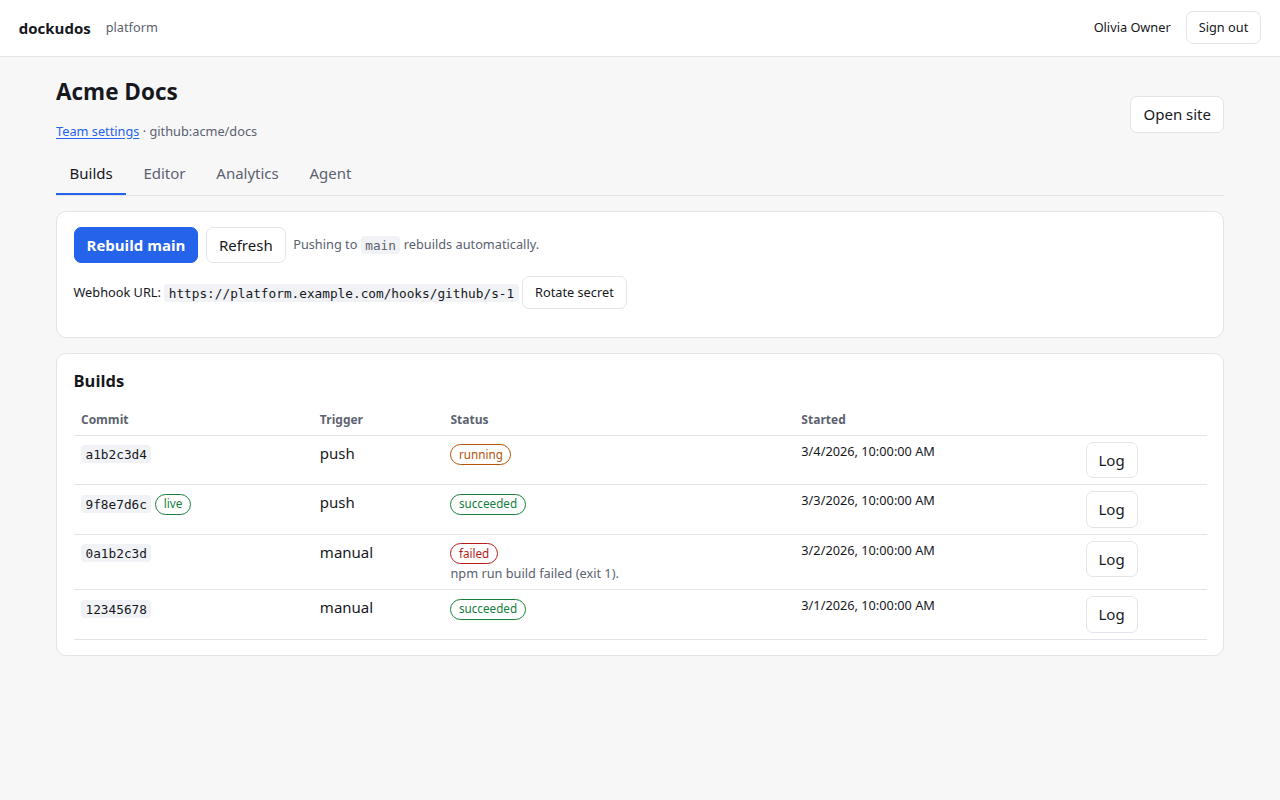 dockudos platform Olivia Owner Sign out
Acme Docs
Open site
Team settings · github:acme/docs
Builds Editor Analytics Agent
Rebuild main Refresh Pushing to main rebuilds automatically.
Webhook URL: https://platform.example.com/hooks/github/s-1 Rotate secret
Builds
Commit Trigger Status Started
a1b2c3d4 push running 3/4/2026, 10:00:00 AM Log
9f8e7d6c live push succeeded 3/3/2026, 10:00:00 AM Log
0a1b2c3d manual failed 3/2/2026, 10:00:00 AM Log
npm run build failed (exit 1).
12345678 manual succeeded 3/1/2026, 10:00:00 AM Log